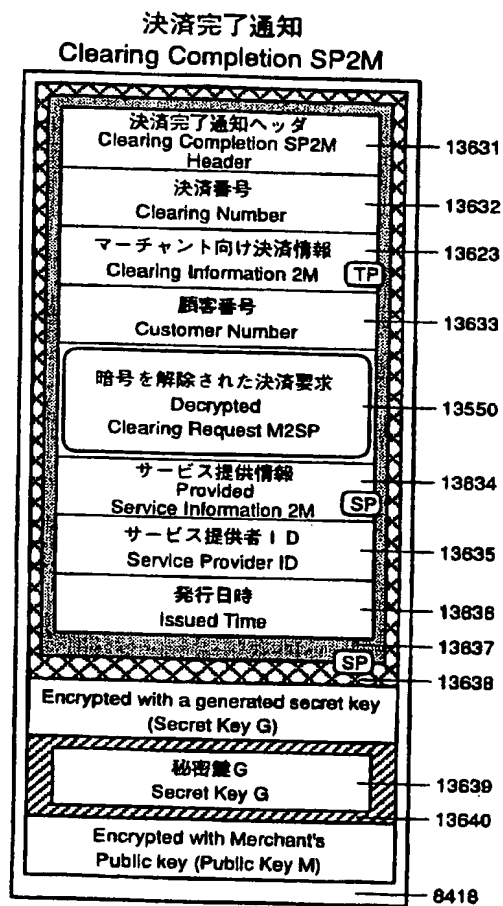 決済完了通知
Clearing Completion SP2M
決済完了通知ヘッダ
Clearing Completion SP2M
Header
13631
決済番号
Clearing Number
13632
マーチャント向け決済情報
Clearing Information 2M
TP
13623
顧客番号
Customer Number
13633
暗号を解除された決済要求
Decrypted
Clearing Request M2SP
13550
サービス提供情報
Provided
Service Information 2M
SP
13634
サービス提供者ID
Service Provider ID
13635
発行日時
Issued Time
13636
13637
SP
13638
Encrypted with a generated secret key
(Secret Key G)
秘密鍵G
Secret Key G
13639
13640
Encrypted with Merchant's
Public key (Public Key M)
8418